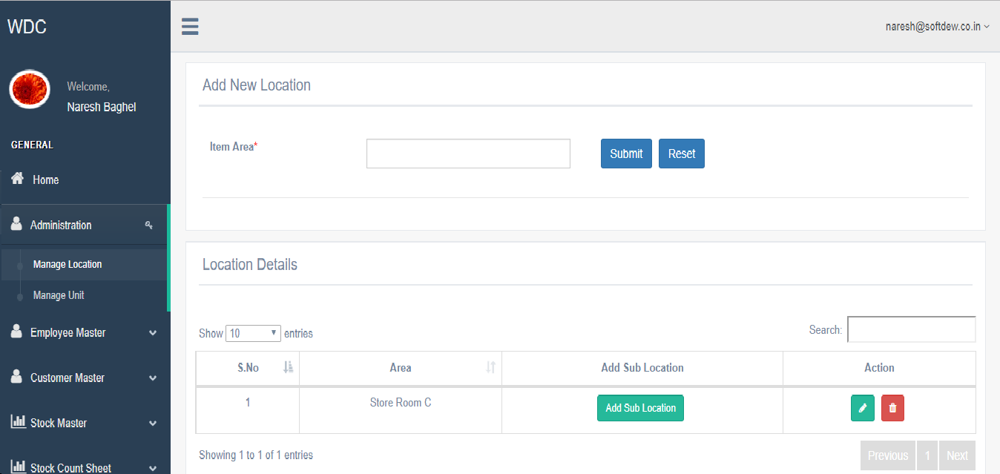 WDC
naresh@softdew.co.in
Welcome,
Naresh Baghel
GENERAL
Home
Administration
Manage Location
Manage Unit
Employee Master
Customer Master
Stock Master
Stock Count Sheet
Add New Location
Item Area*
Submit Reset
Location Details
Show 10 entries
Search:
S.No Area Add Sub Location Action
1 Store Room C Add Sub Location
Showing 1 to 1 of 1 entries
Previous 1 Next